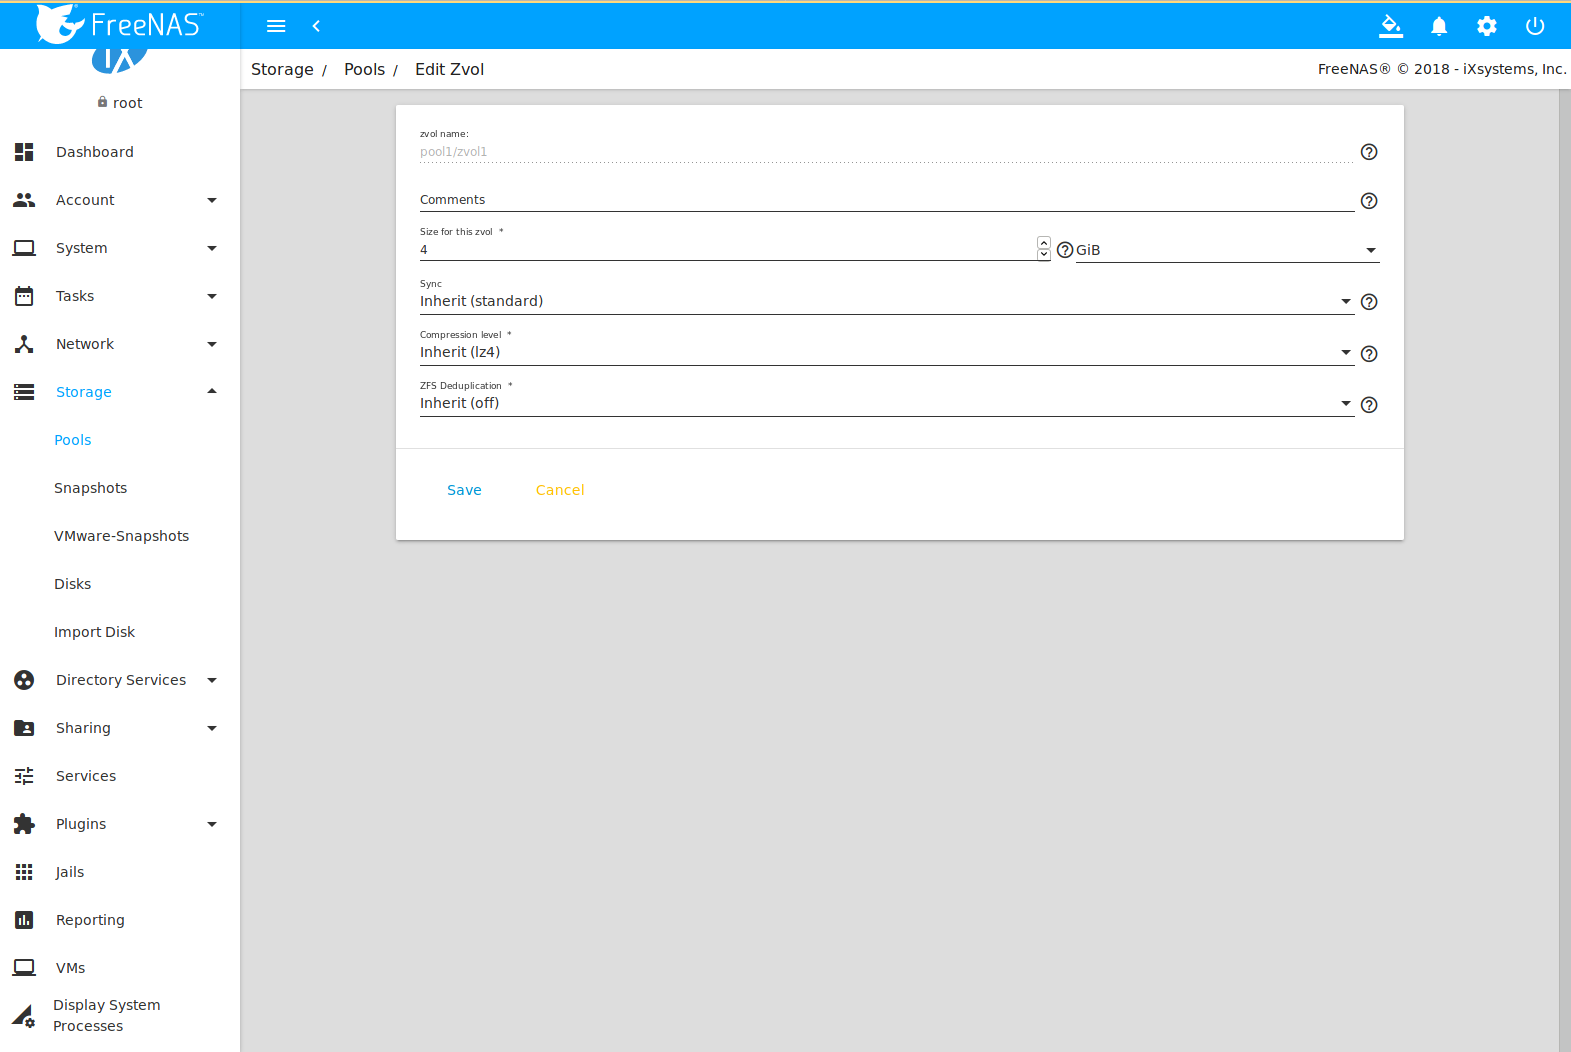 FreeNAS™
Storage / Pools / Edit Zvol
FreeNAS® © 2018 - iXsystems, Inc.
iX
root
Dashboard
Account
System
Tasks
Network
Storage
Pools
Snapshots
VMware-Snapshots
Disks
Import Disk
Directory Services
Sharing
Services
Plugins
Jails
Reporting
VMs
Display System
Processes
zvol name:
pool1/zvol1
Comments
Size for this zvol *
4
GiB
Sync
Inherit (standard)
Compression level *
Inherit (lz4)
ZFS Deduplication *
Inherit (off)
Save
Cancel